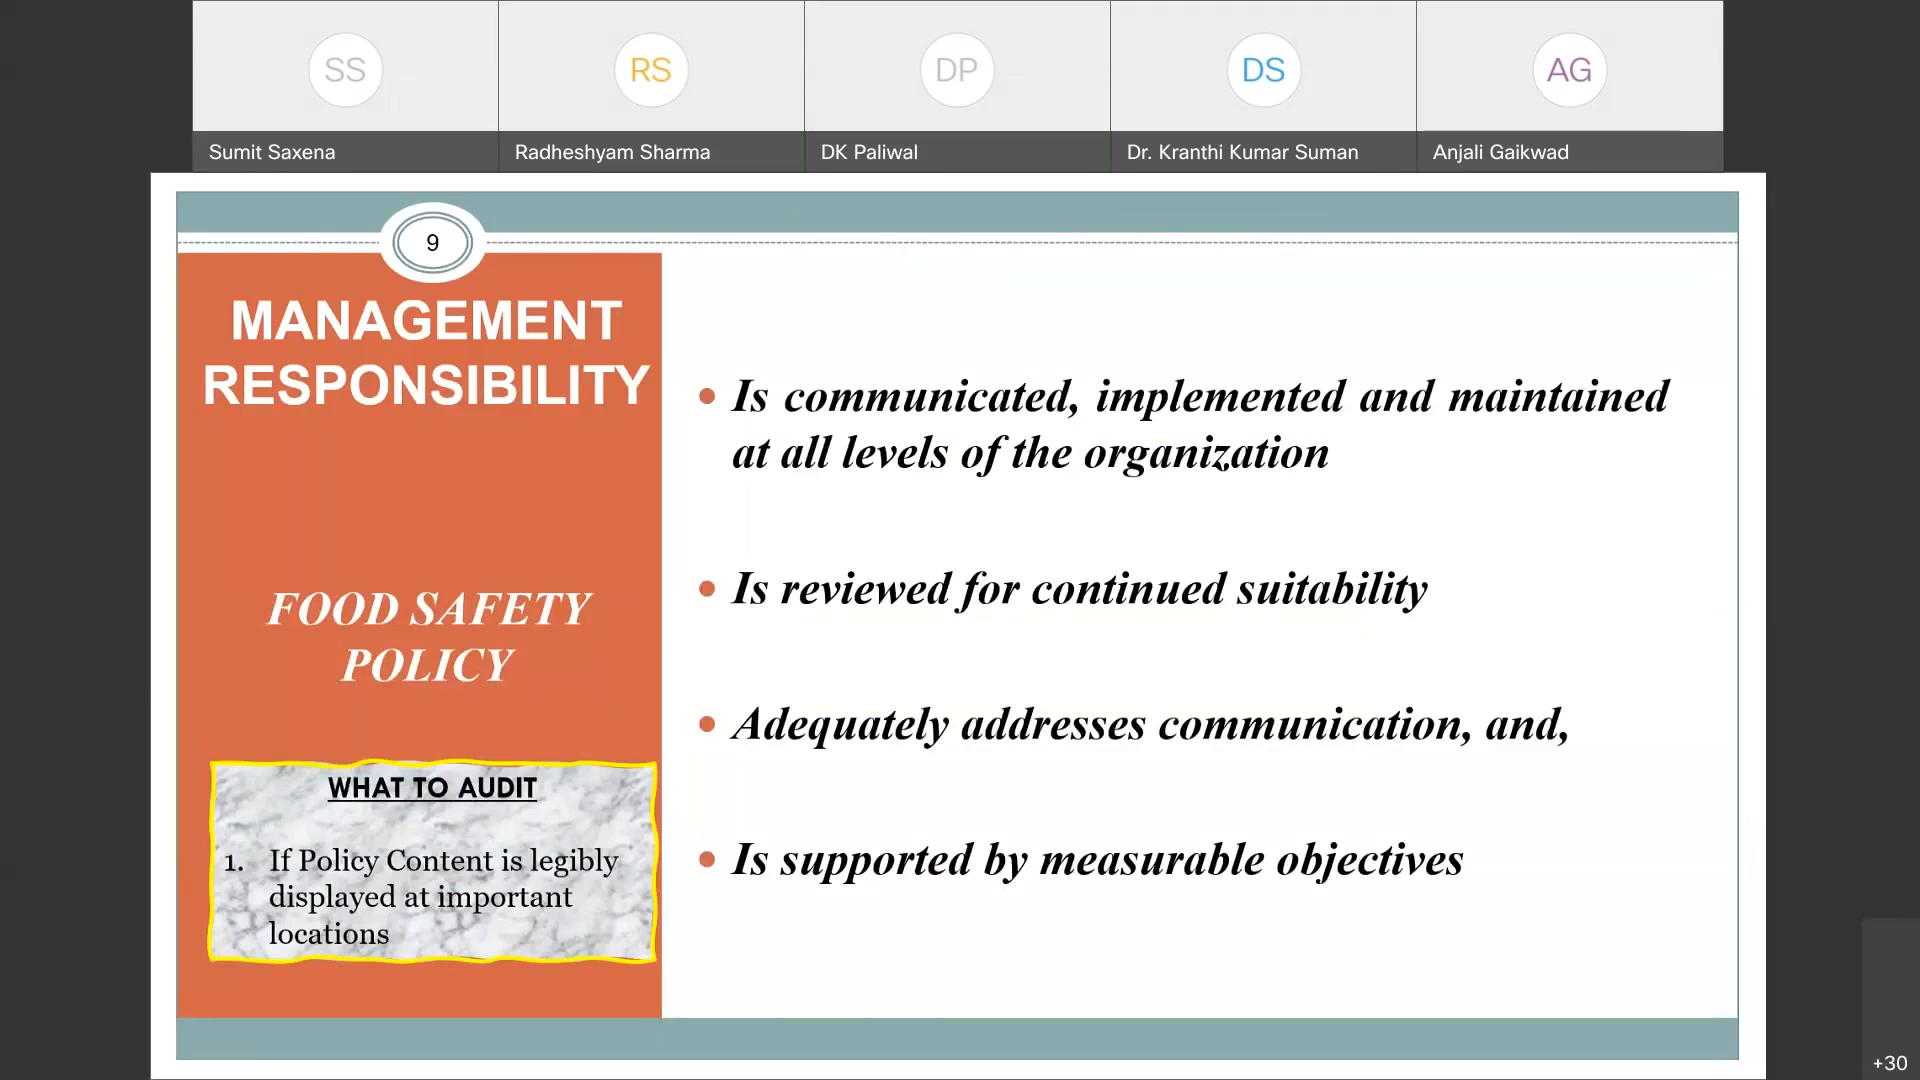 SS
RS
DP
DS
AG
Sumit Saxena
Radheshyam Sharma
DK Paliwal
Dr. Kranthi Kumar Suman
Anjali Gaikwad
9
MANAGEMENT
RESPONSIBILITY
FOOD SAFETY
POLICY
WHAT TO AUDIT
1. If Policy Content is legibly
displayed at important
locations
• Is communicated, implemented and maintained
at all levels of the organization
• Is reviewed for continued suitability
• Adequately addresses communication, and,
• Is supported by measurable objectives
+30